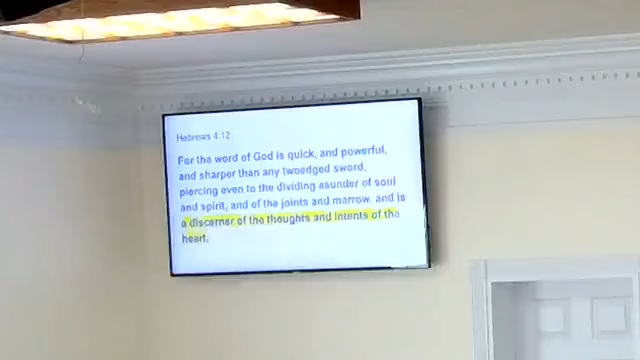 Hebrews 4:12
For the word of God is quick, and powerful,
and sharper than any twoedged sword,
piercing even to the dividing asunder of soul
and spirit, and of the joints and marrow, and is
a discerner of the thoughts and intents of the
heart.